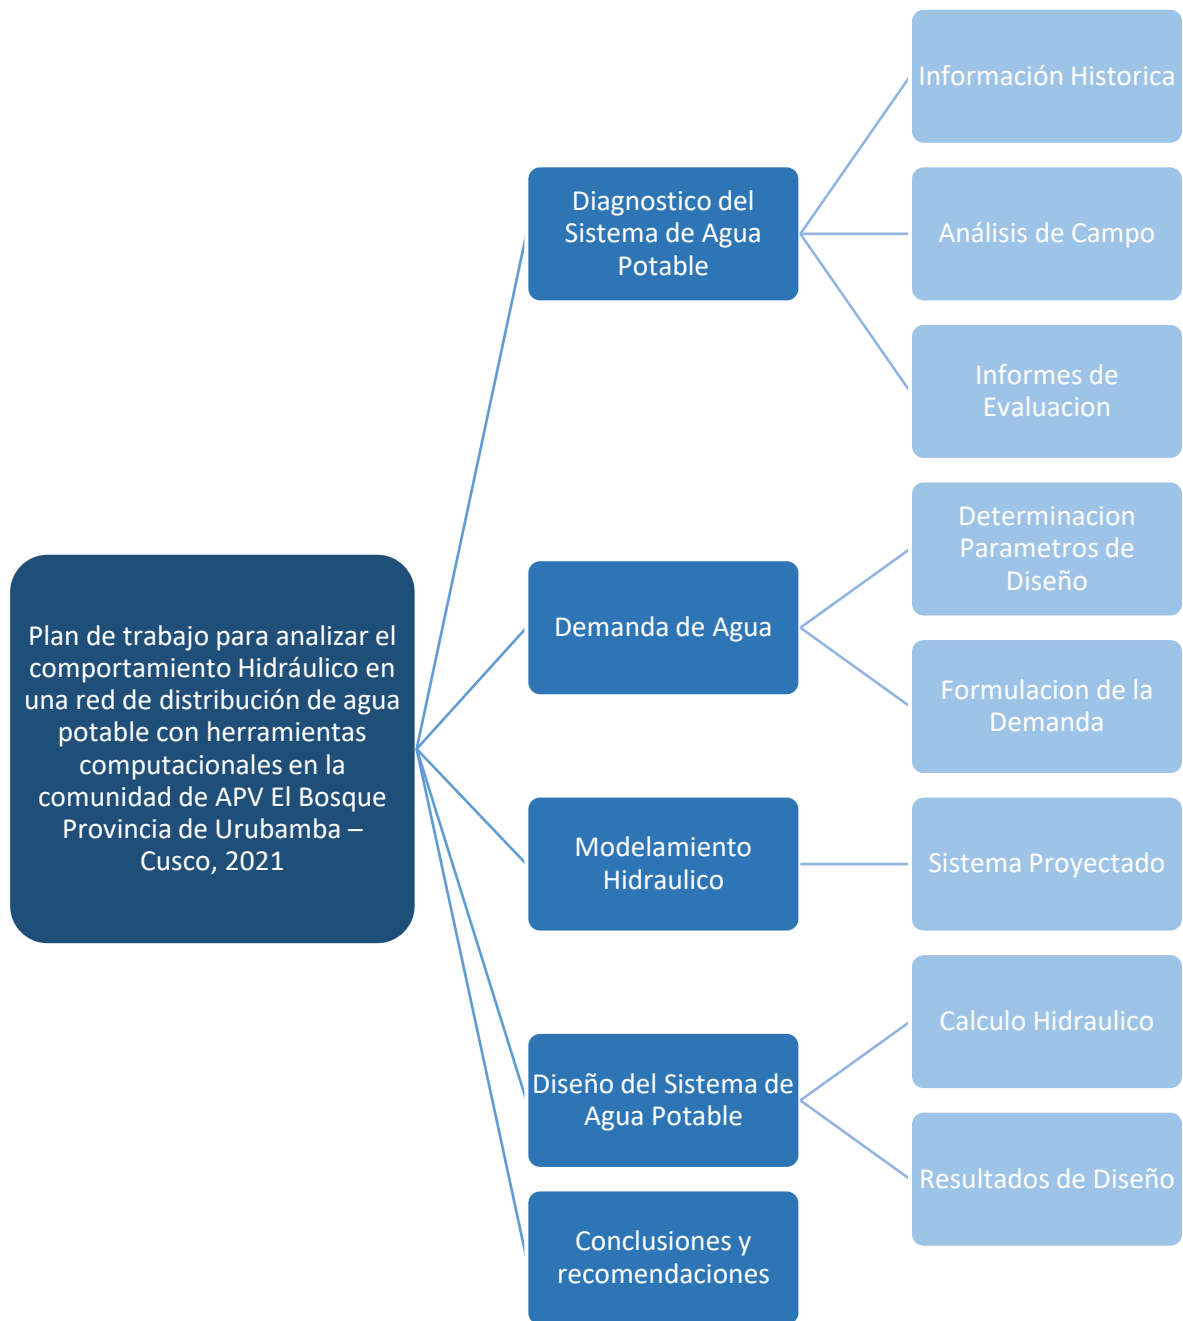 Plan de trabajo para analizar el
comportamiento Hidráulico en
una red de distribución de agua
potable con herramientas
computacionales en la
comunidad de APV El Bosque
Provincia de Urubamba –
Cusco, 2021
Diagnostico del
Sistema de Agua
Potable
Información Historica
Análisis de Campo
Informes de
Evaluacion
Demanda de Agua
Determinacion
Parametros de
Diseño
Formulacion de la
Demanda
Modelamiento
Hidraulico
Sistema Proyectado
Diseño del Sistema de
Agua Potable
Calculo Hidraulico
Resultados de Diseño
Conclusiones y
recomendaciones